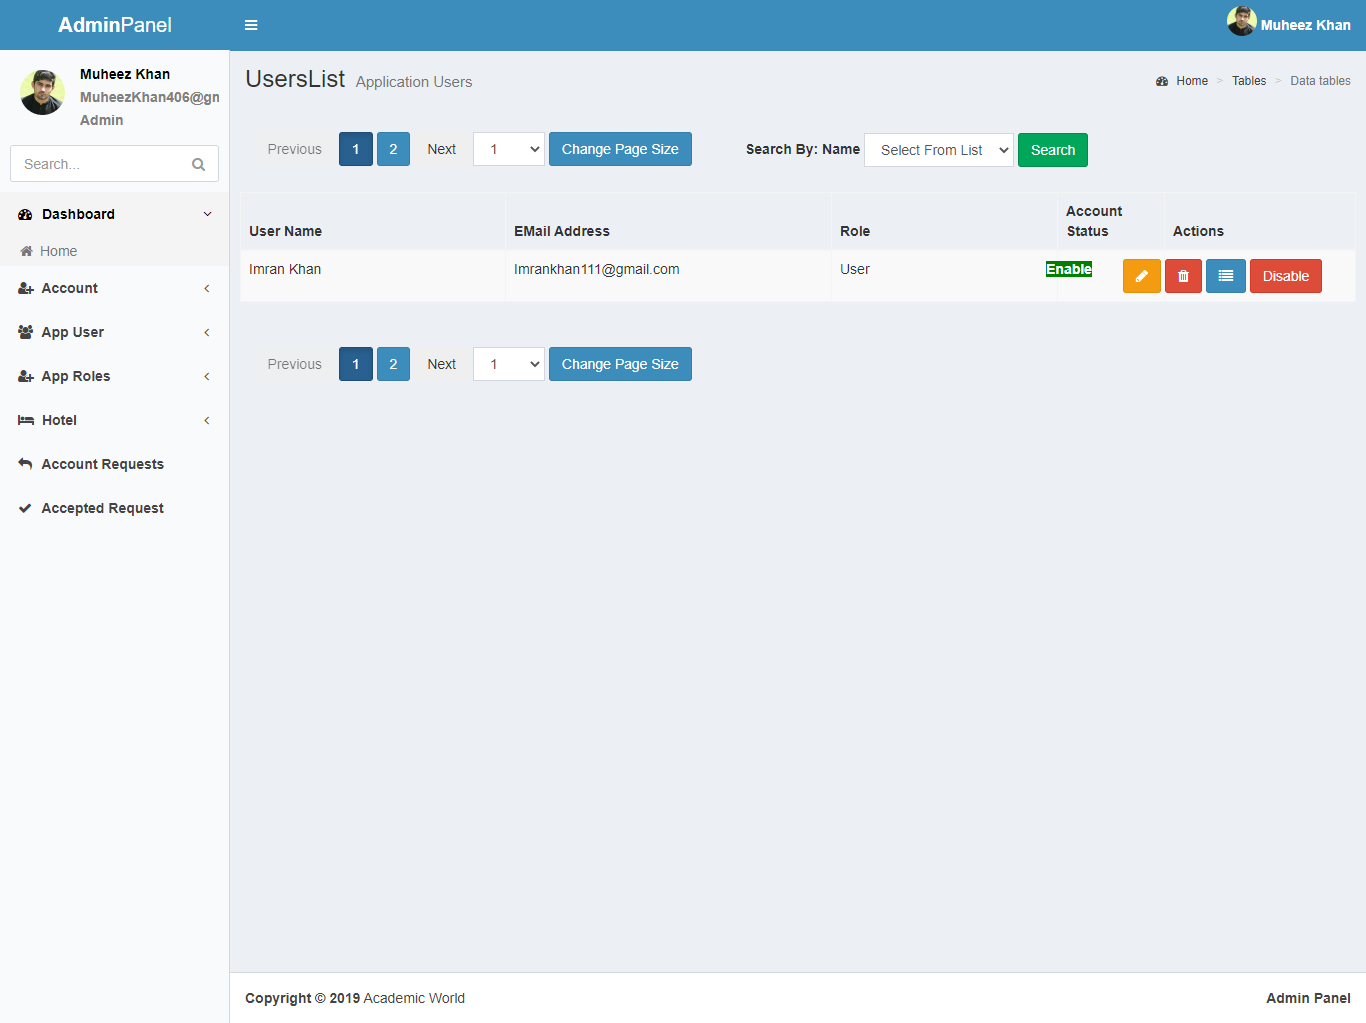 AdminPanel
Muheez Khan
Muheez Khan
MuheezKhan406@gm
Admin
Search...
Dashboard
Home
Account
App User
App Roles
Hotel
Account Requests
Accepted Request
UsersList Application Users
Home > Tables > Data tables
Previous 1 2 Next 1 Change Page Size
Search By: Name Select From List Search
User Name EMail Address Role Account Status Actions
Imran Khan Imrankhan111@gmail.com User Enable Disable
Previous 1 2 Next 1 Change Page Size
Copyright © 2019 Academic World
Admin Panel